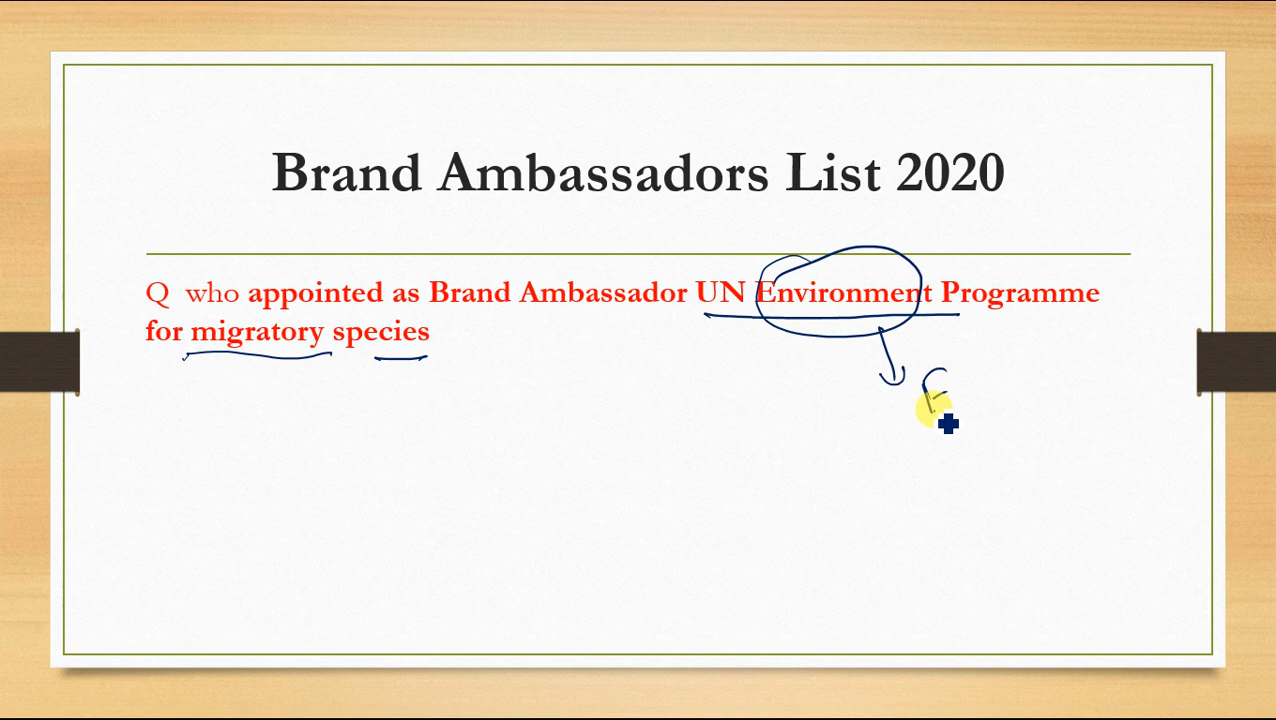 Brand Ambassadors List 2020
Q who appointed as Brand Ambassador UN Environment Programme
for migratory species